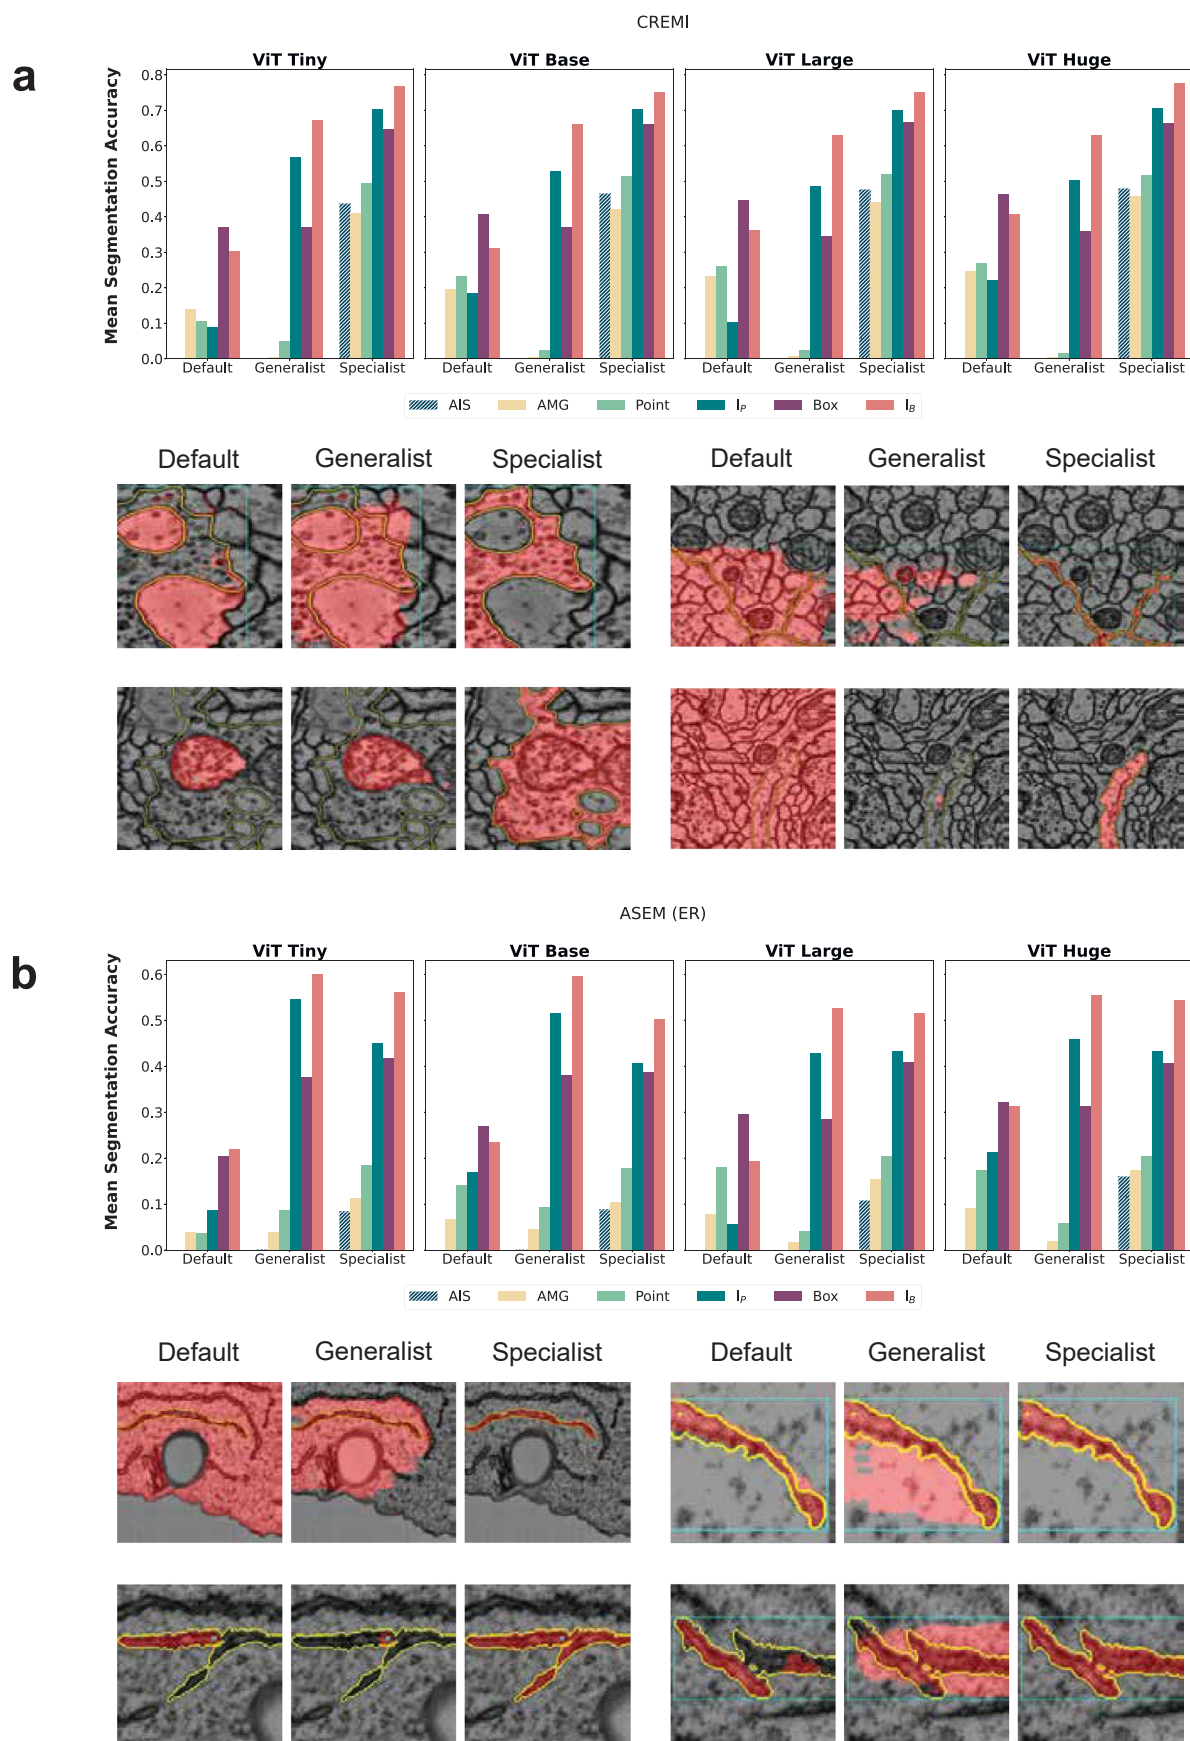 CREMI
a
ViT Tiny ViT Base ViT Large ViT Huge
Mean Segmentation Accuracy
0.8
0.7
0.6
0.5
0.4
0.3
0.2
0.1
0.0
Default Generalist Specialist Default Generalist Specialist Default Generalist Specialist Default Generalist Specialist
AIS AMG Point I_P Box I_B
Default Generalist Specialist Default Generalist Specialist
ASEM (ER)
b
ViT Tiny ViT Base ViT Large ViT Huge
Mean Segmentation Accuracy
0.6
0.5
0.4
0.3
0.2
0.1
0.0
Default Generalist Specialist Default Generalist Specialist Default Generalist Specialist Default Generalist Specialist
AIS AMG Point I_P Box I_B
Default Generalist Specialist Default Generalist Specialist